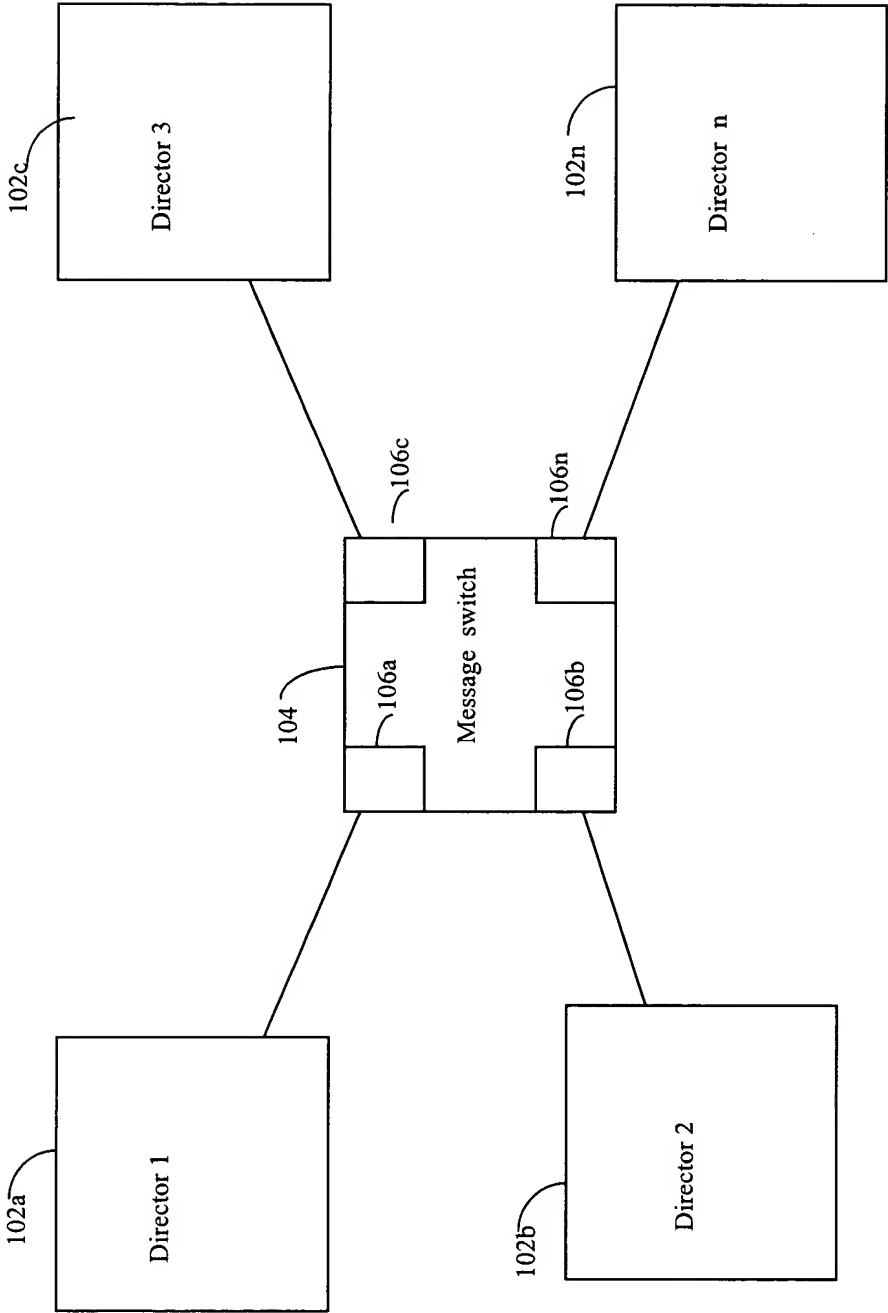 102a
Director 1
102b
Director 2
104
106a
106b
Message switch
106c
106n
102c
Director 3
102n
Director n